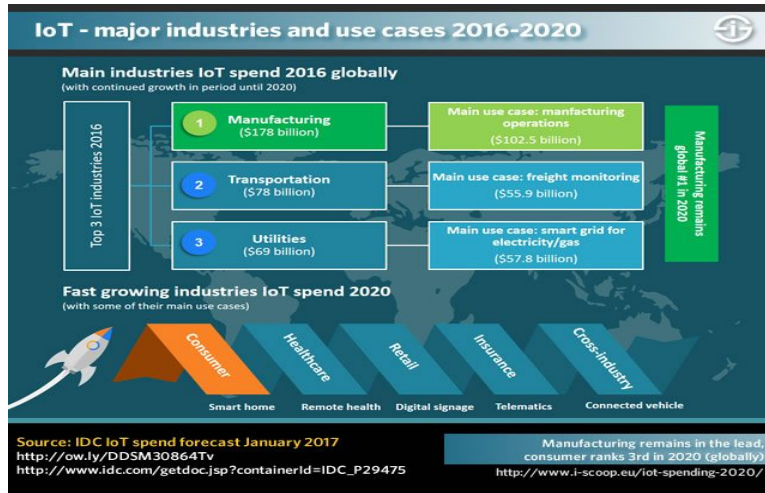 IoT - major industries and use cases 2016-2020
Main industries IoT spend 2016 globally
(with continued growth in period until 2020)
Top 3 IoT industries 2016
1
Manufacturing
($178 billion)
Main use case: manfacturing
operations
($102.5 billion)
2
Transportation
($78 billion)
Main use case: freight monitoring
($55.9 billion)
3
Utilities
($69 billion)
Main use case: smart grid for
electricity/gas
($57.8 billion)
Manufacturing remains
global #1 in 2020
Fast growing industries IoT spend 2020
(with some of their main use cases)
Consumer
Healthcare
Retail
Insurance
Cross-industry
Smart home
Remote health
Digital signage
Telematics
Connected vehicle
Source: IDC IoT spend forecast January 2017
http://ow.ly/DDSM30864Tv
http://www.idc.com/getdoc.jsp?containerId=IDC_P29475
Manufacturing remains in the lead,
consumer ranks 3rd in 2020 (globally)
http://www.i-scoop.eu/iot-spending-2020/